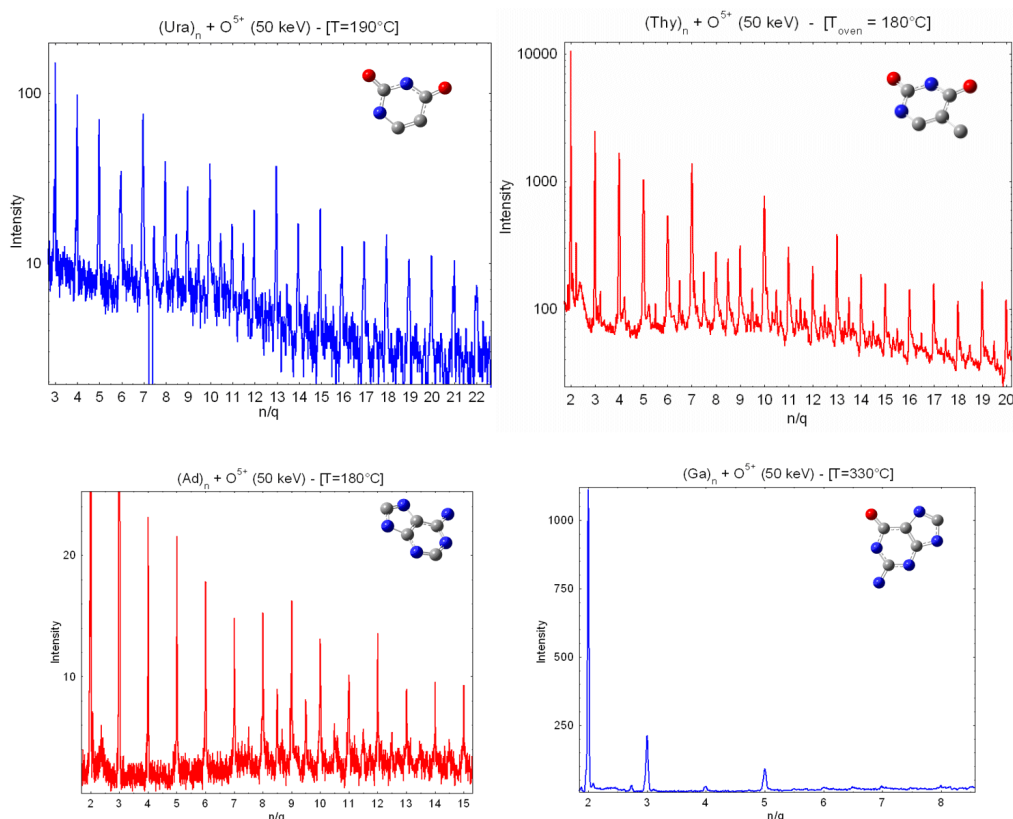 (Ura)n + O5+ (50 keV) - [T=190°C]
100
10
Intensity
3 4 5 6 7 8 9 10 11 12 13 14 15 16 17 18 19 20 21 22
n/q
(Thy)n + O5+ (50 keV) - [Toven = 180°C]
10000
1000
100
Intensity
2 3 4 5 6 7 8 9 10 11 12 13 14 15 16 17 18 19 20
n/q
(Ad)n + O5+ (50 keV) - [T=180°C]
20
10
Intensity
2 3 4 5 6 7 8 9 10 11 12 13 14 15
n/q
(Ga)n + O5+ (50 keV) - [T=330°C]
1000
750
500
250
Intensity
2 3 4 5 6 7 8
n/q